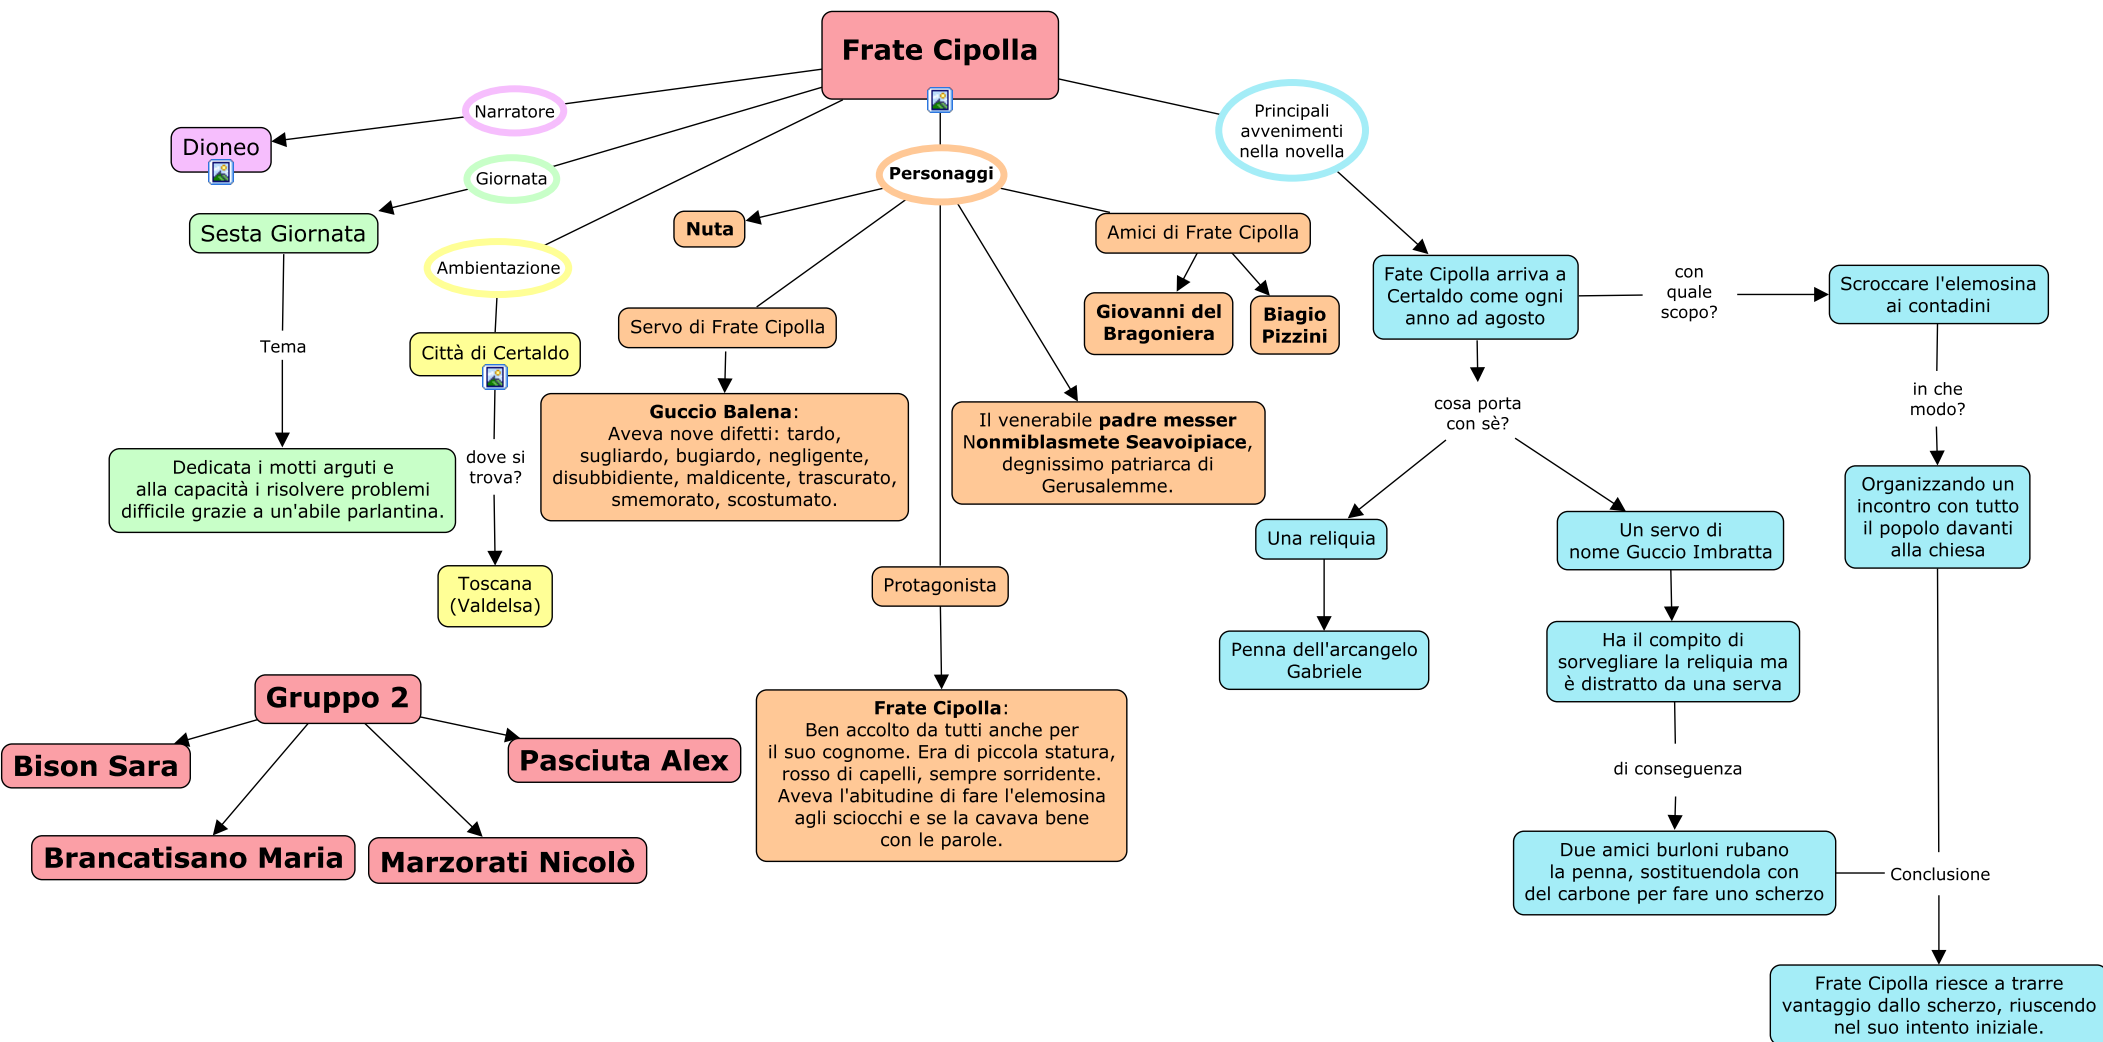 Frate Cipolla
Narratore
Dioneo
Giornata
Sesta Giornata
Tema
Dedicata i motti arguti e
alla capacità i risolvere problemi
difficile grazie a un'abile parlantina.
Ambientazione
Città di Certaldo
dove si
trova?
Toscana
(Valdelsa)
Personaggi
Nuta
Servo di Frate Cipolla
Guccio Balena:
Aveva nove difetti: tardo,
sugliardo, bugiardo, negligente,
disubbidiente, maldicente, trascurato,
smemorato, scostumato.
Protagonista
Frate Cipolla:
Ben accolto da tutti anche per
il suo cognome. Era di piccola statura,
rosso di capelli, sempre sorridente.
Aveva l'abitudine di fare l'elemosina
agli sciocchi e se la cavava bene
con le parole.
Il venerabile padre messer
Nonmiblasmete Seavoipiace,
degnissimo patriarca di
Gerusalemme.
Amici di Frate Cipolla
Giovanni del
Bragoniera
Biagio
Pizzini
Principali
avvenimenti
nella novella
Fate Cipolla arriva a
Certaldo come ogni
anno ad agosto
con
quale
scopo?
Scroccare l'elemosina
ai contadini
in che
modo?
Organizzando un
incontro con tutto
il popolo davanti
alla chiesa
cosa porta
con sè?
Una reliquia
Penna dell'arcangelo
Gabriele
Un servo di
nome Guccio Imbratta
Ha il compito di
sorvegliare la reliquia ma
è distratto da una serva
di conseguenza
Due amici burloni rubano
la penna, sostituendola con
del carbone per fare uno scherzo
Conclusione
Frate Cipolla riesce a trarre
vantaggio dallo scherzo, riuscendo
nel suo intento iniziale.
Gruppo 2
Bison Sara
Brancatisano Maria
Marzorati Nicolò
Pasciuta Alex